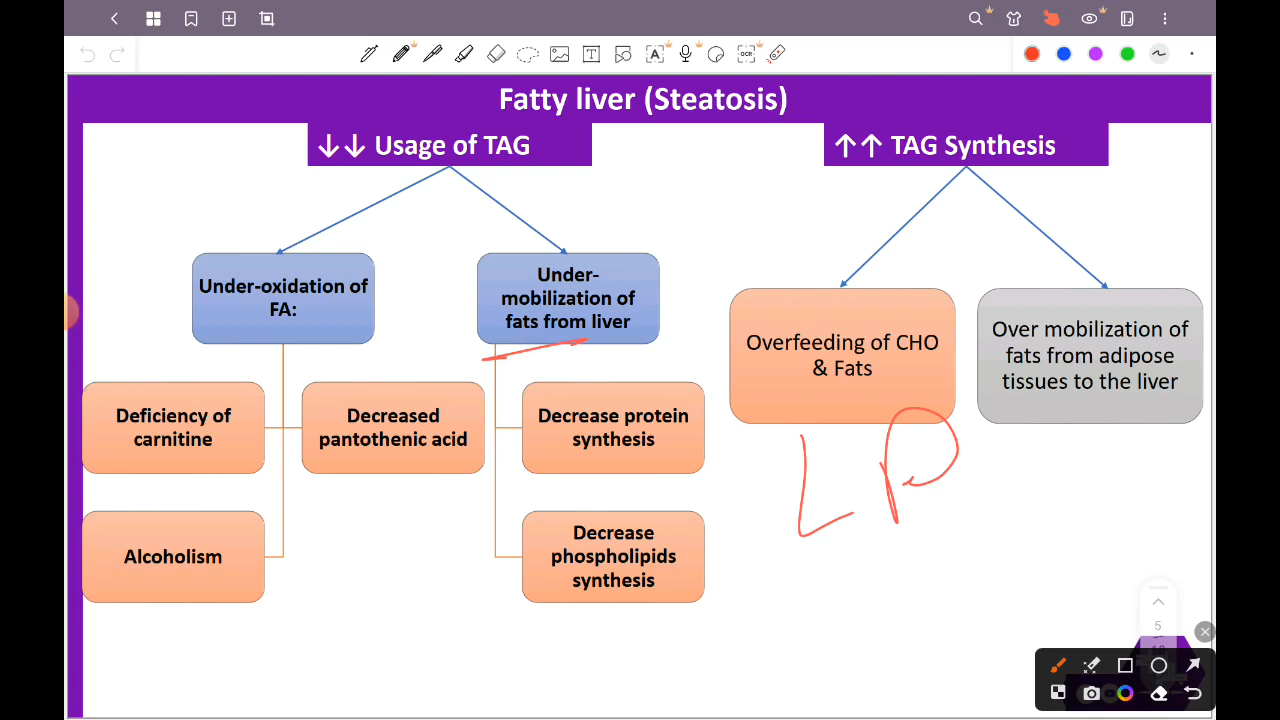 Fatty liver (Steatosis)
↓↓ Usage of TAG
↑↑ TAG Synthesis
Under-oxidation of
FA:
Under-
mobilization of
fats from liver
Overfeeding of CHO
& Fats
Over mobilization of
fats from adipose
tissues to the liver
Deficiency of
carnitine
Decreased
pantothenic acid
Decrease protein
synthesis
Alcoholism
Decrease
phospholipids
synthesis
LP
5